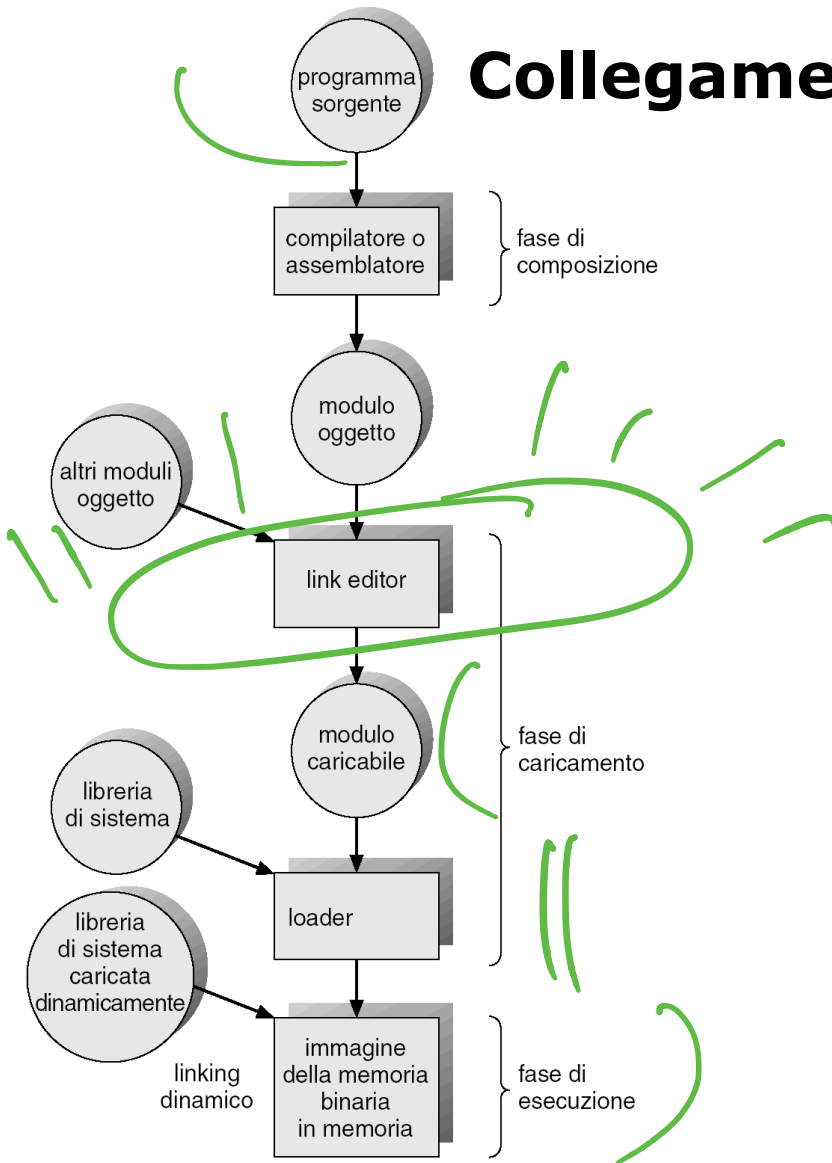 Collegame
programma
sorgente
compilatore o
assemblatore
fase di
composizione
modulo
oggetto
altri moduli
oggetto
link editor
modulo
caricabile
fase di
caricamento
libreria
di sistema
loader
libreria
di sistema
caricata
dinamicamente
linking
dinamico
immagine
della memoria
binaria
in memoria
fase di
esecuzione